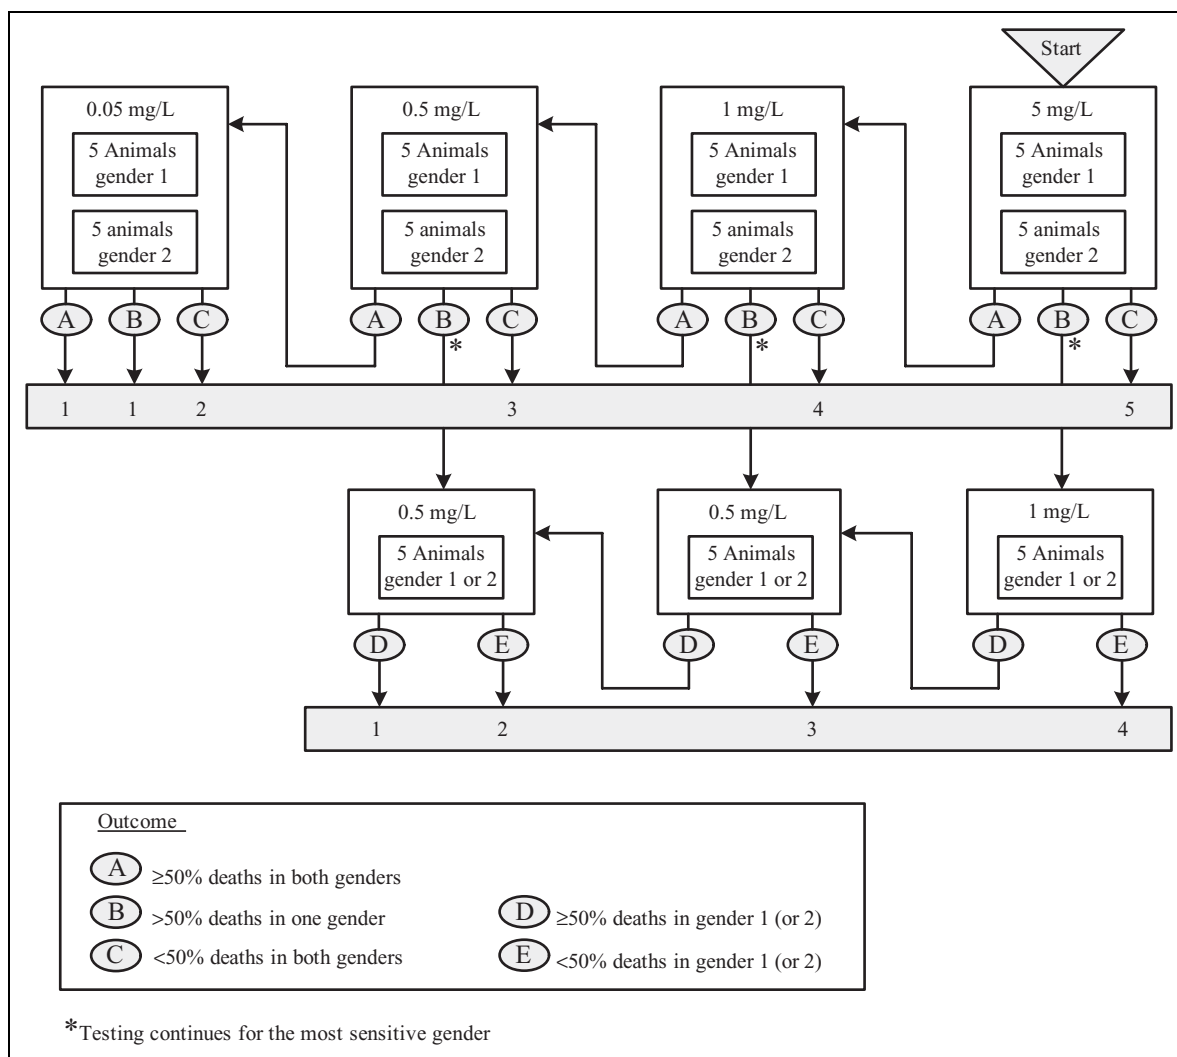 Start
0.05 mg/L
5 Animals
gender 1
5 animals
gender 2
A
B
C
0.5 mg/L
5 Animals
gender 1
5 animals
gender 2
A
B
*
C
1 mg/L
5 Animals
gender 1
5 animals
gender 2
A
B
*
C
5 mg/L
5 Animals
gender 1
5 animals
gender 2
A
B
*
C
1 1 2 3 4 5
0.5 mg/L
5 Animals
gender 1 or 2
D
E
0.5 mg/L
5 Animals
gender 1 or 2
D
E
1 mg/L
5 Animals
gender 1 or 2
D
E
1 2 3 4
Outcome
A ≥50% deaths in both genders
B >50% deaths in one gender
C <50% deaths in both genders
D ≥50% deaths in gender 1 (or 2)
E <50% deaths in gender 1 (or 2)
*Testing continues for the most sensitive gender